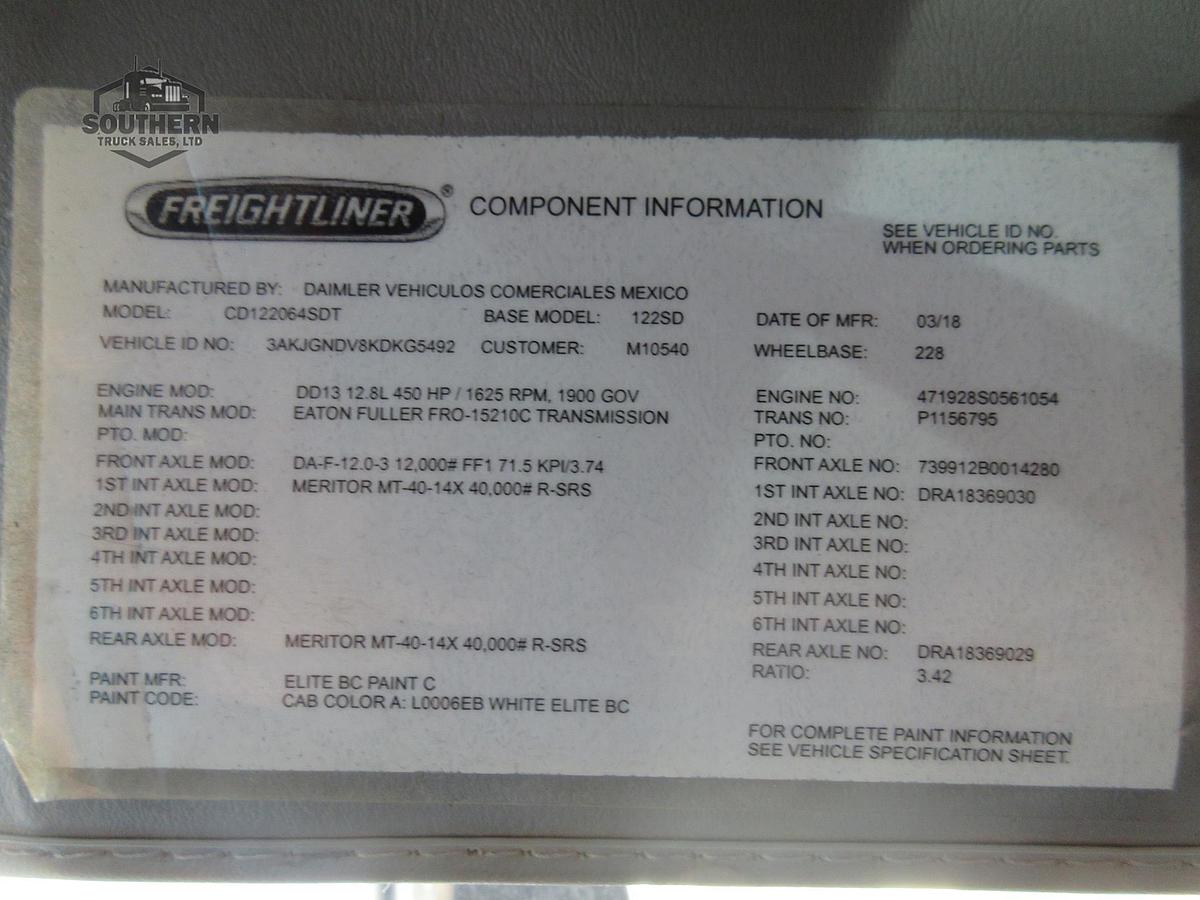 SOUTHERN
TRUCK SALES, LTD
FREIGHTLINER® COMPONENT INFORMATION
SEE VEHICLE ID NO.
WHEN ORDERING PARTS
MANUFACTURED BY: DAIMLER VEHICULOS COMERCIALES MEXICO
MODEL: CD122064SDT BASE MODEL: 122SD DATE OF MFR: 03/18
VEHICLE ID NO: 3AKJGNDV8KDKG5492 CUSTOMER: M10540 WHEELBASE: 228
ENGINE MOD: DD13 12.8L 450 HP / 1625 RPM, 1900 GOV ENGINE NO: 471928S0561054
MAIN TRANS MOD: EATON FULLER FRO-15210C TRANSMISSION TRANS NO: P1156795
PTO. MOD: PTO. NO:
FRONT AXLE MOD: DA-F-12.0-3 12,000# FF1 71.5 KPI/3.74 FRONT AXLE NO: 739912B0014280
1ST INT AXLE MOD: MERITOR MT-40-14X 40,000# R-SRS 1ST INT AXLE NO: DRA18369030
2ND INT AXLE MOD: 2ND INT AXLE NO:
3RD INT AXLE MOD: 3RD INT AXLE NO:
4TH INT AXLE MOD: 4TH INT AXLE NO:
5TH INT AXLE MOD: 5TH INT AXLE NO:
6TH INT AXLE MOD: 6TH INT AXLE NO:
REAR AXLE MOD: MERITOR MT-40-14X 40,000# R-SRS REAR AXLE NO: DRA18369029
RATIO: 3.42
PAINT MFR: ELITE BC PAINT C
PAINT CODE: CAB COLOR A: L0006EB WHITE ELITE BC
FOR COMPLETE PAINT INFORMATION
SEE VEHICLE SPECIFICATION SHEET.